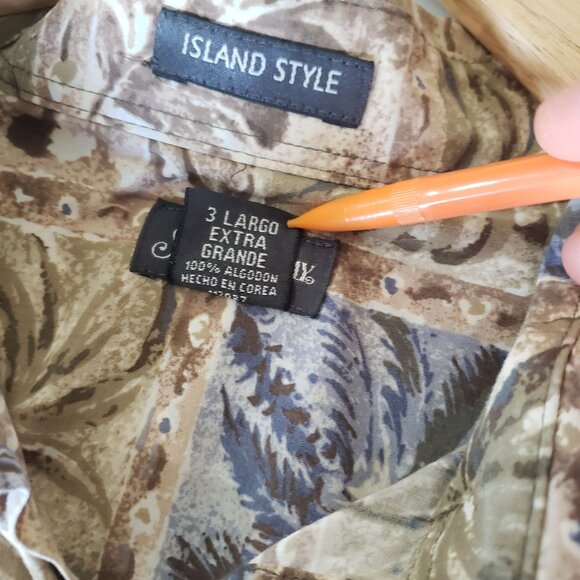 ISLAND STYLE
3 LARGO
EXTRA
GRANDE
100% ALGODON
HECHO EN COREA